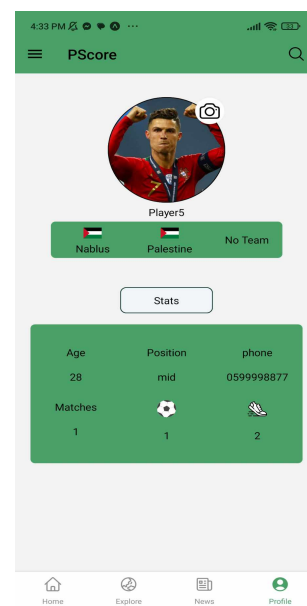 4:33 PM
33
PScore
Player5
Nablus
Palestine
No Team
Stats
Age
Position
phone
28
mid
0599998877
Matches
1
1
2
Home
Explore
News
Profile